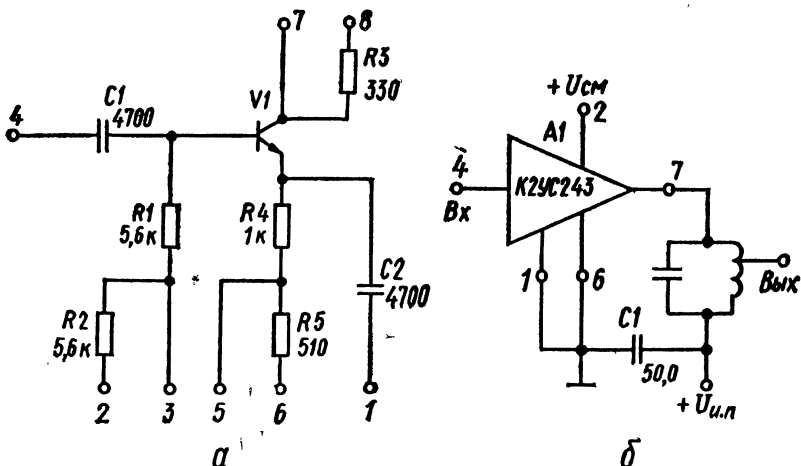 7
8
R3
330
V1
C1
4700
4
R1
5,6к
R4
1к
C2
4700
R2
5,6к
R5
510
2
3
5
6
1
а
+Uсм
2
A1
4
Вх
К2УС243
7
1
6
Вых
C1
50,0
+Uи.п
б